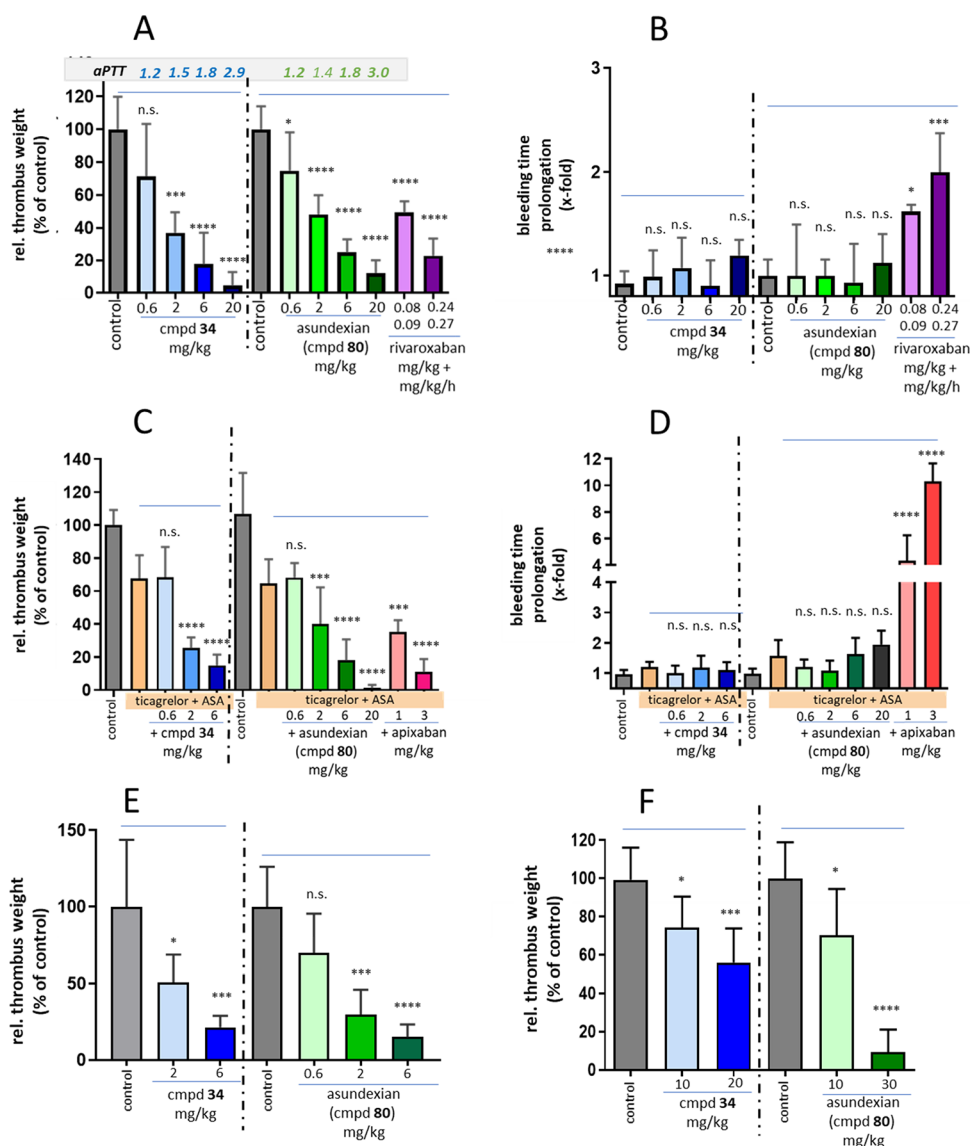 A
aPTT 1.2 1.5 1.8 2.9 1.2 1.4 1.8 3.0
rel. thrombus weight
(% of control)
120
100
80
60
40
20
0
n.s.
***
****
****
*
****
****
****
****
****
control
0.6 2 6 20
cmpd 34
mg/kg
control
0.6 2 6 20
asundexian
(cmpd 80)
mg/kg
0.08 0.24
0.09 0.27
rivaroxaban
mg/kg +
mg/kg/h
B
bleeding time
prolongation
(x-fold)
****
3
2
1
n.s. n.s. n.s. n.s.
n.s. n.s. n.s. n.s.
*
***
control
0.6 2 6 20
cmpd 34
mg/kg
control
0.6 2 6 20
asundexian
(cmpd 80)
mg/kg
0.08 0.24
0.09 0.27
rivaroxaban
mg/kg +
mg/kg/h
C
rel. thrombus weight
(% of control)
140
120
100
80
60
40
20
0
n.s.
****
****
n.s.
***
****
****
***
****
control
ticagrelor + ASA
0.6 2 6
+ cmpd 34
mg/kg
control
ticagrelor + ASA
0.6 2 6 20
+ asundexian
(cmpd 80)
mg/kg
1 3
+ apixaban
mg/kg
D
bleeding time
prolongation
(x-fold)
12
10
8
6
4
4
3
2
1
n.s. n.s. n.s.
n.s. n.s. n.s. n.s.
****
****
control
ticagrelor + ASA
0.6 2 6
+ cmpd 34
mg/kg
control
ticagrelor + ASA
0.6 2 6 20
+ asundexian
(cmpd 80)
mg/kg
1 3
+ apixaban
mg/kg
E
rel. thrombus weight
(% of control)
150
100
50
0
*
***
n.s.
***
****
control
2 6
cmpd 34
mg/kg
control
0.6 2 6
asundexian
(cmpd 80)
mg/kg
F
rel. thrombus weight
(% of control)
120
100
80
60
40
20
0
*
***
*
****
control
10 20
cmpd 34
mg/kg
control
10 30
asundexian
(cmpd 80)
mg/kg